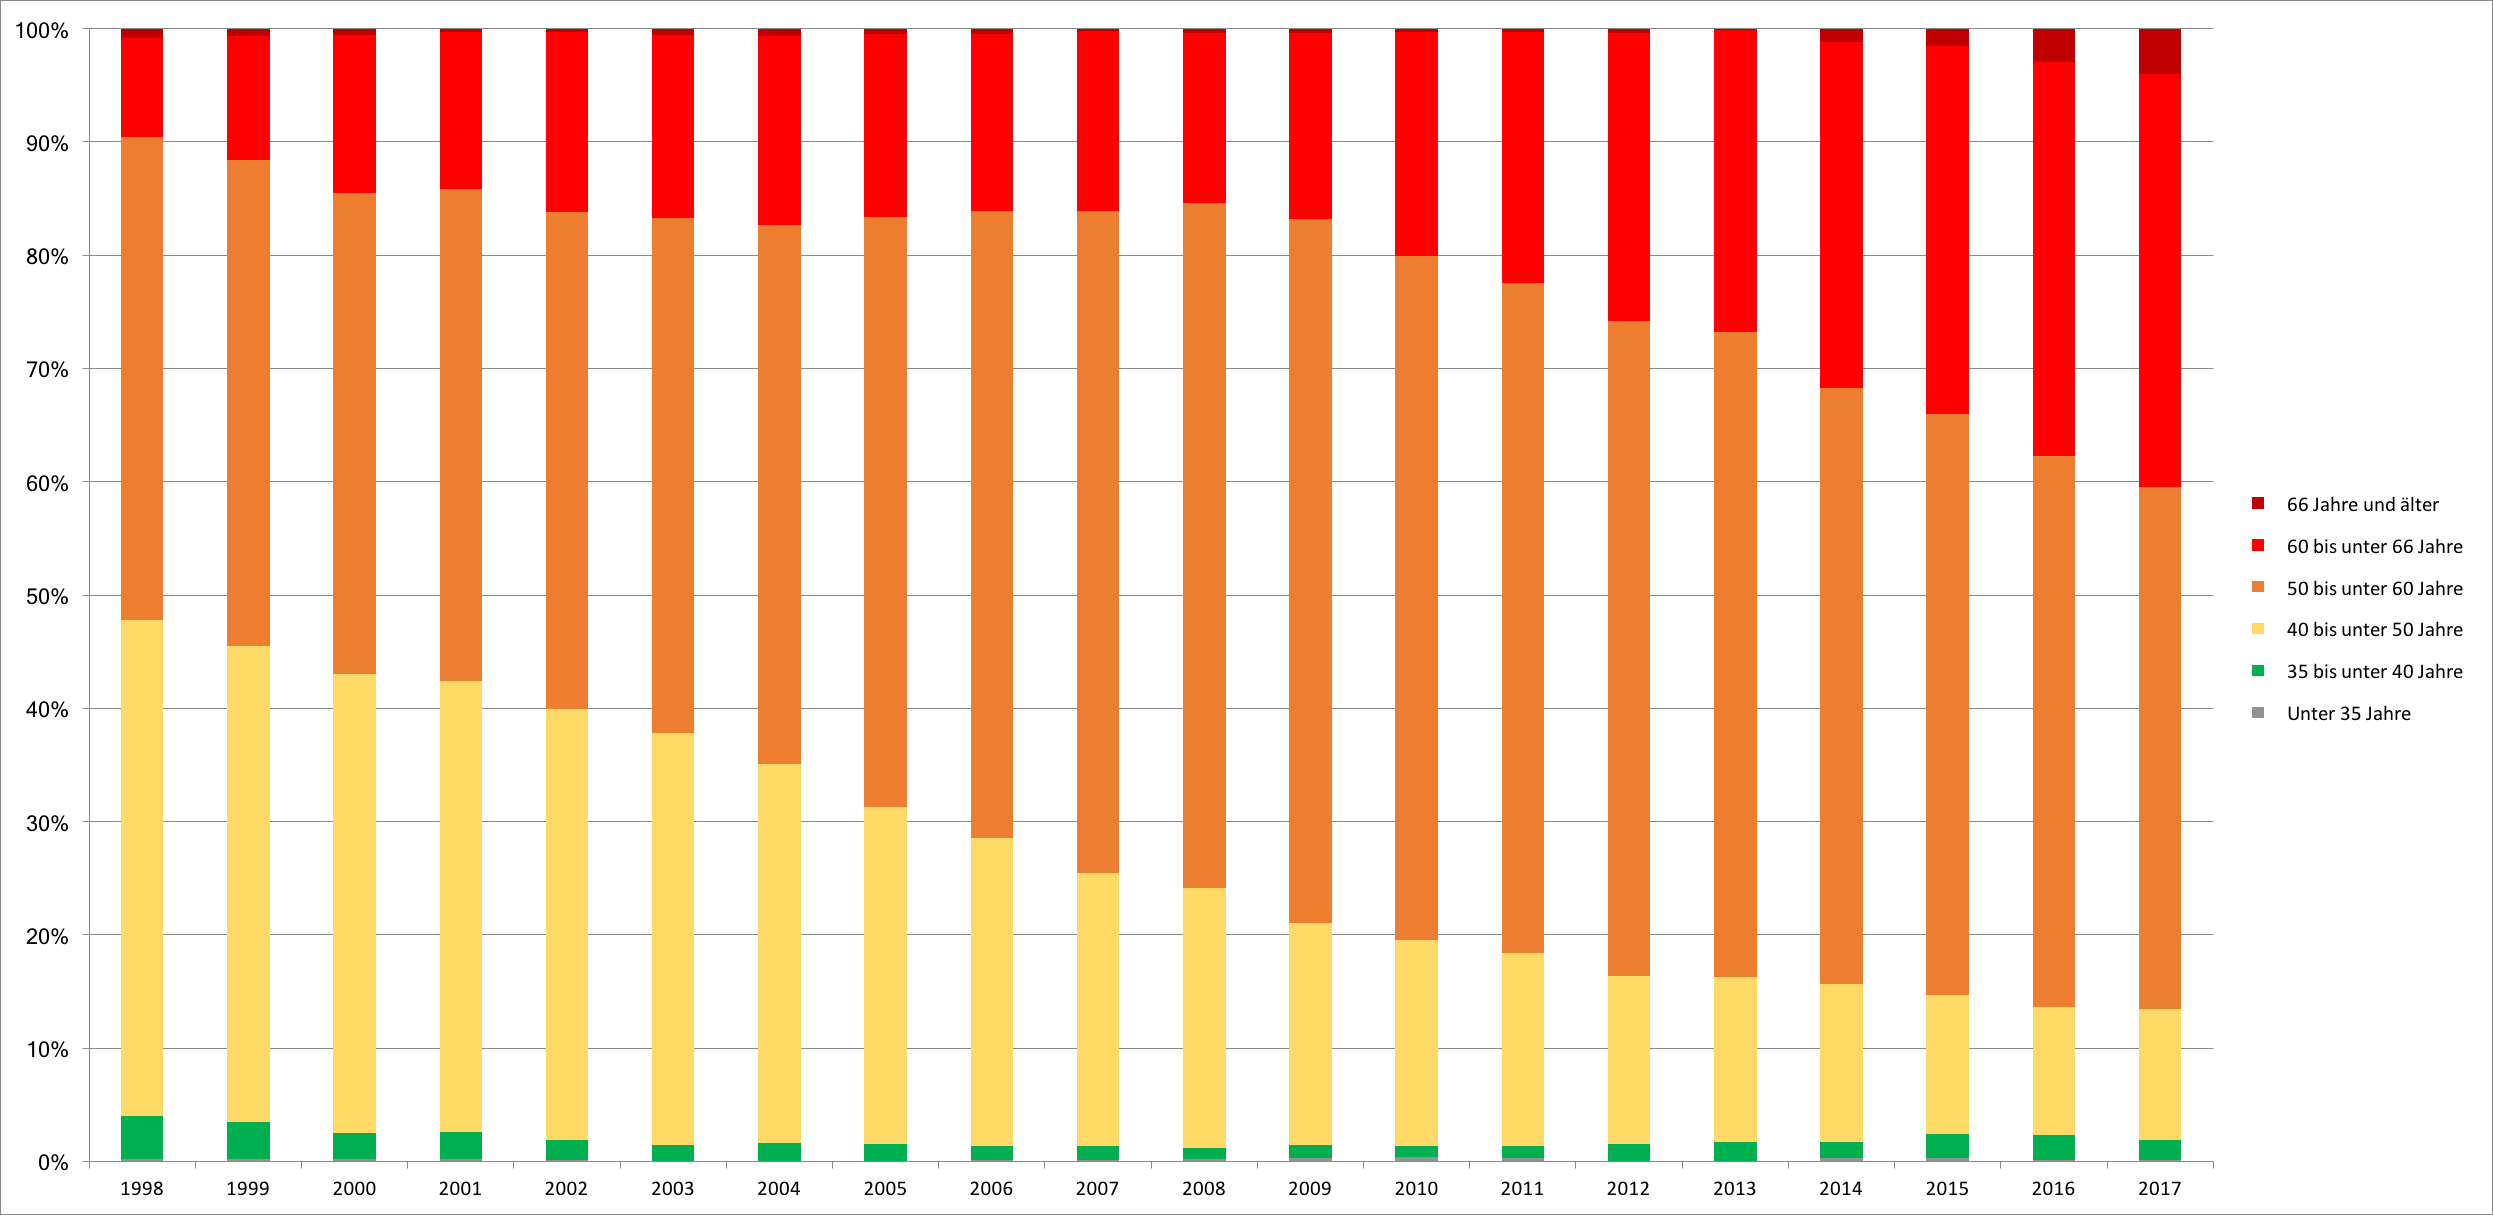 100%
90%
80%
70%
60%
50%
40%
30%
20%
10%
0%
1998 1999 2000 2001 2002 2003 2004 2005 2006 2007 2008 2009 2010 2011 2012 2013 2014 2015 2016 2017
66 Jahre und älter
60 bis unter 66 Jahre
50 bis unter 60 Jahre
40 bis unter 50 Jahre
35 bis unter 40 Jahre
Unter 35 Jahre